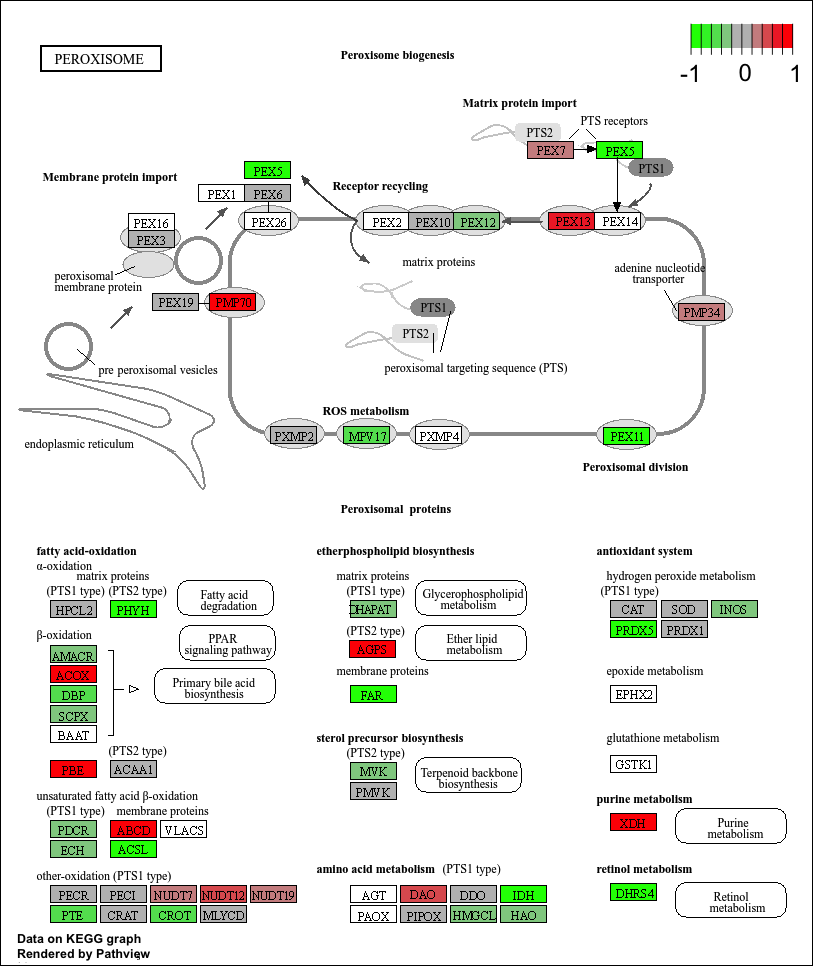 PEROXISOME
Peroxisome biogenesis
-1 0 1
Matrix protein import
PTS2
PTS receptors
PEX7
PEX5
PTS1
Membrane protein import
PEX5
PEX1
PEX6
PEX26
Receptor recycling
PEX2
PEX10
PEX12
PEX13
PEX14
PEX16
PEX3
peroxisomal
membrane protein
PEX19
PMP70
matrix proteins
PTS1
PTS2
peroxisomal targeting sequence (PTS)
adenine nucleotide
transporter
PMP34
pre peroxisomal vesicles
endoplasmic reticulum
ROS metabolism
PXMP2
MPV17
PXMP4
PEX11
Peroxisomal division
Peroxisomal proteins
fatty acid-oxidation
α-oxidation
matrix proteins
(PTS1 type) (PTS2 type)
HPCL2
PHYH
Fatty acid
degradation
β-oxidation
PPAR
signaling pathway
AMACR
ACOX
DBP
SCPX
BAAT
Primary bile acid
biosynthesis
(PTS2 type)
PBE
ACAA1
unsaturated fatty acid β-oxidation
(PTS1 type) membrane proteins
PDCR
ABCD
VLACS
ECH
ACSL
other-oxidation (PTS1 type)
PECR
PECI
NUDT7
NUDT12
NUDT19
PTE
CRAT
CROT
MLYCD
etherphospholipid biosynthesis
matrix proteins
(PTS1 type)
DHAPAT
Glycerophospholipid
metabolism
(PTS2 type)
AGPS
Ether lipid
metabolism
membrane proteins
FAR
sterol precursor biosynthesis
(PTS2 type)
MVK
PMVK
Terpenoid backbone
biosynthesis
amino acid metabolism (PTS1 type)
AGT
DAO
DDO
IDH
PAOX
PIPOX
HMGCL
HAO
antioxidant system
hydrogen peroxide metabolism
(PTS1 type)
CAT
SOD
INOS
PRDX5
PRDX1
epoxide metabolism
EPHX2
glutathione metabolism
GSTK1
purine metabolism
XDH
Purine
metabolism
retinol metabolism
DHRS4
Retinol
metabolism
Data on KEGG graph
Rendered by Pathview